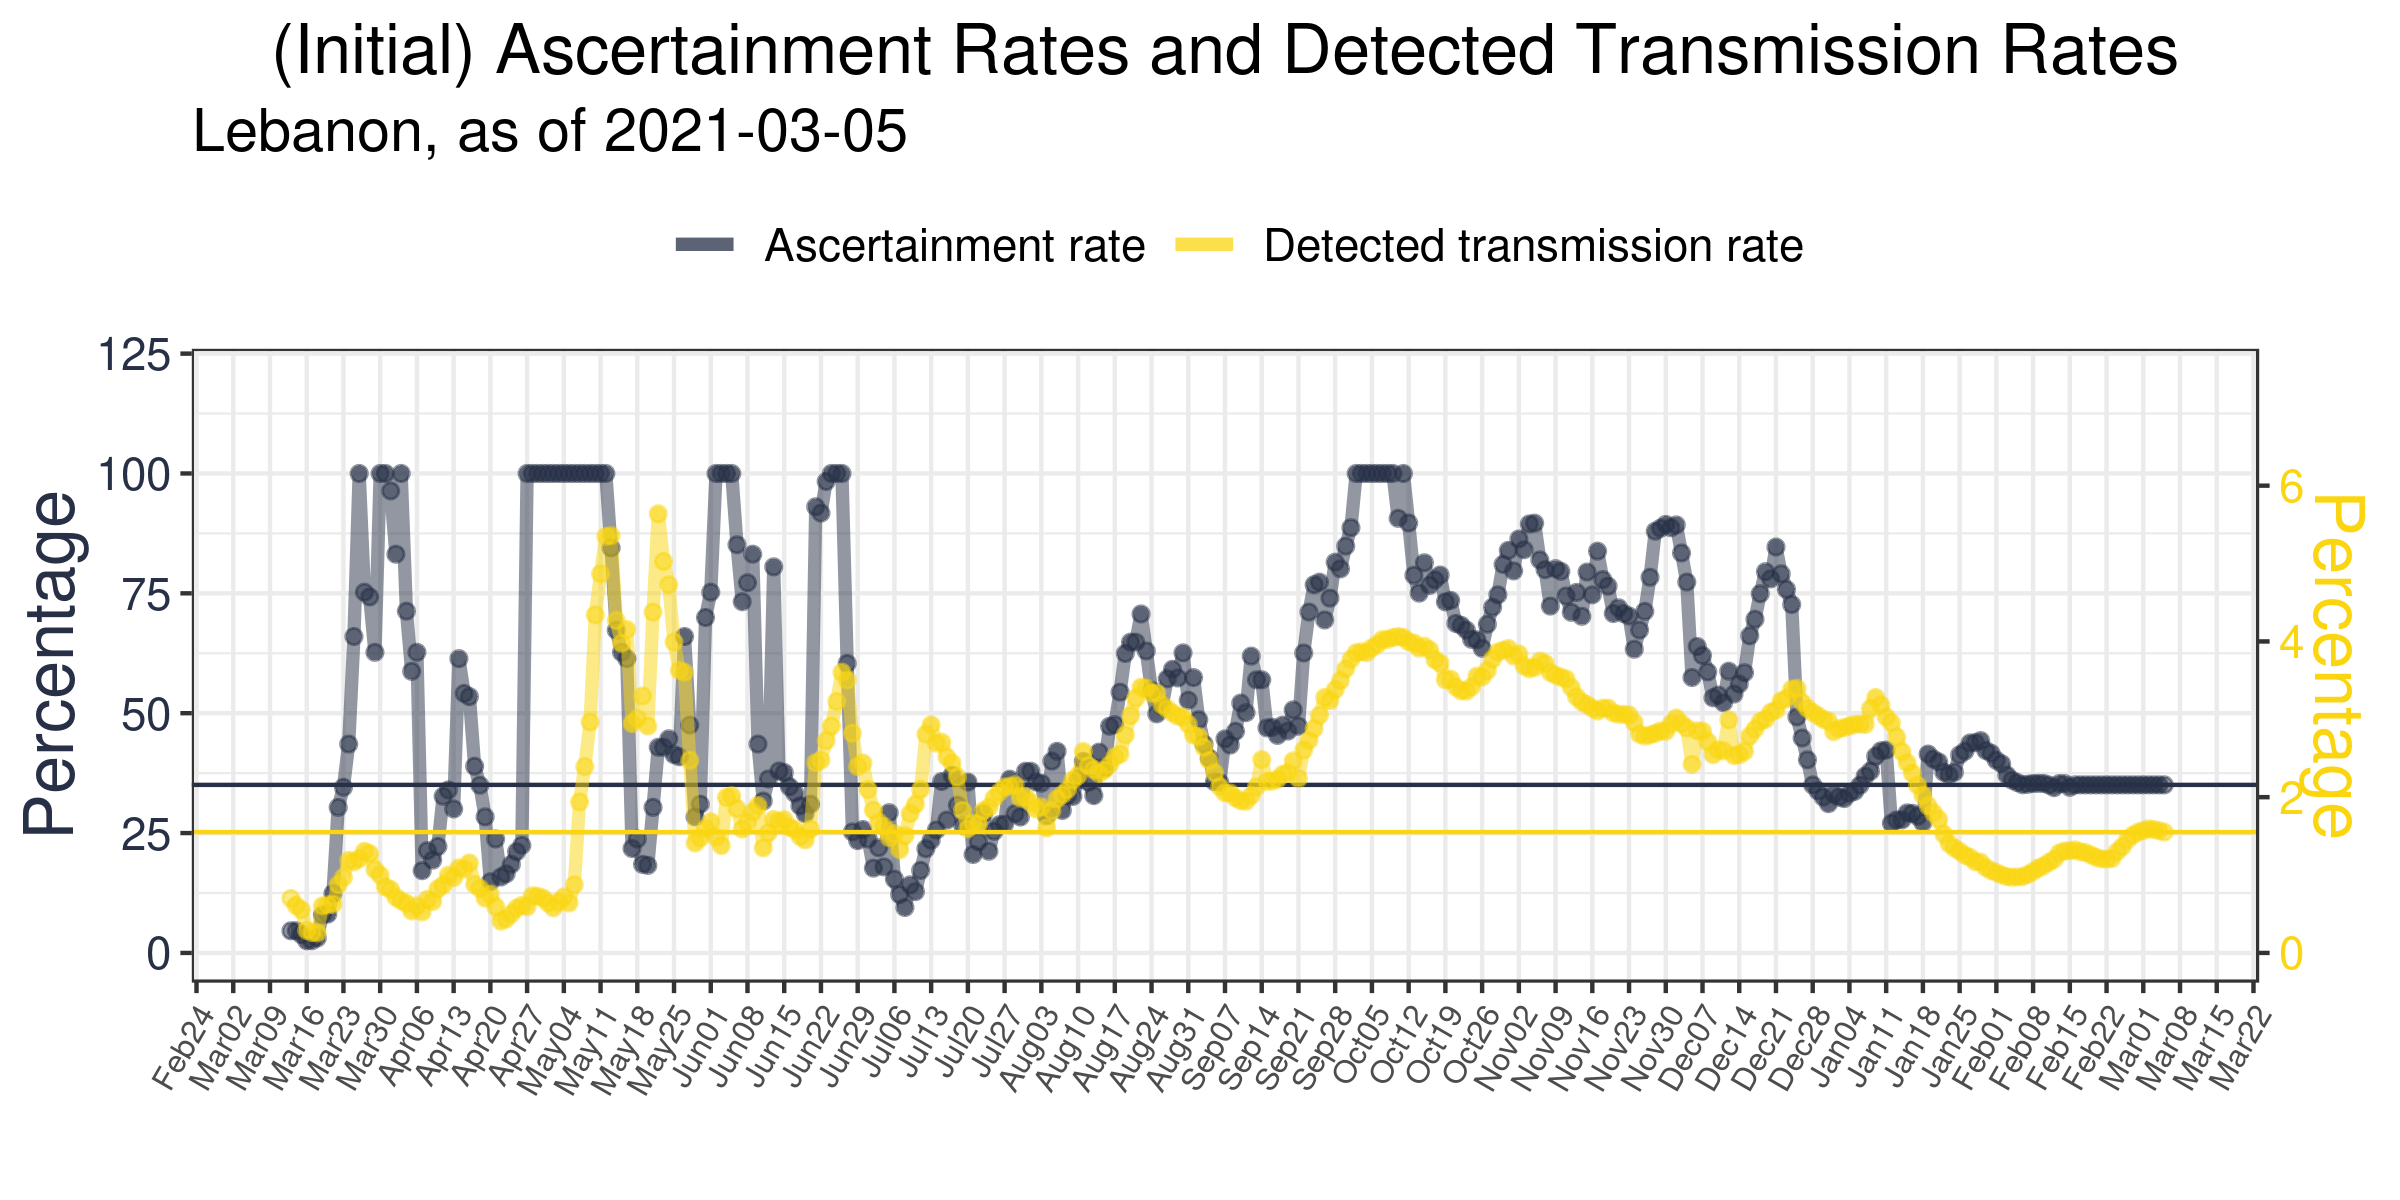 (Initial) Ascertainment Rates and Detected Transmission Rates
Lebanon, as of 2021-03-05
Ascertainment rate Detected transmission rate
Percentage
125
100
75
50
25
0
6
4
2
0
Percentage
Feb24 Mar02 Mar09 Mar16 Mar23 Mar30 Apr06 Apr13 Apr20 Apr27 May04 May11 May18 May25 Jun01 Jun08 Jun15 Jun22 Jun29 Jul06 Jul13 Jul20 Jul27 Aug03 Aug10 Aug17 Aug24 Aug31 Sep07 Sep14 Sep21 Sep28 Oct05 Oct12 Oct19 Oct26 Nov02 Nov09 Nov16 Nov23 Nov30 Dec07 Dec14 Dec21 Dec28 Jan04 Jan11 Jan18 Jan25 Feb01 Feb08 Feb15 Feb22 Mar01 Mar08 Mar15 Mar22